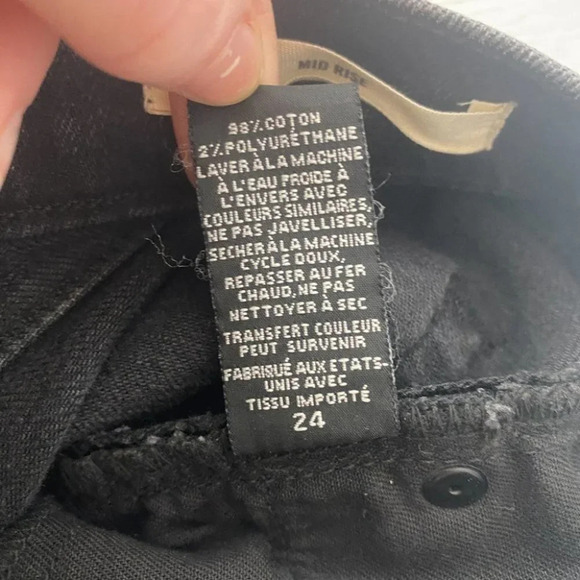 MID RISE
98% COTON
2% POLYURÉTHANE
LAVER À LA MACHINE
À L'EAU FROIDE À
L'ENVERS AVEC
COULEURS SIMILAIRES,
NE PAS JAVELLISER,
SECHER À LA MACHINE
CYCLE DOUX,
REPASSER AU FER
CHAUD, NE PAS
NETTOYER À SEC
TRANSFERT COULEUR
PEUT SURVENIR
FABRIQUÉ AUX ETATS-
UNIS AVEC
TISSU IMPORTÉ
24